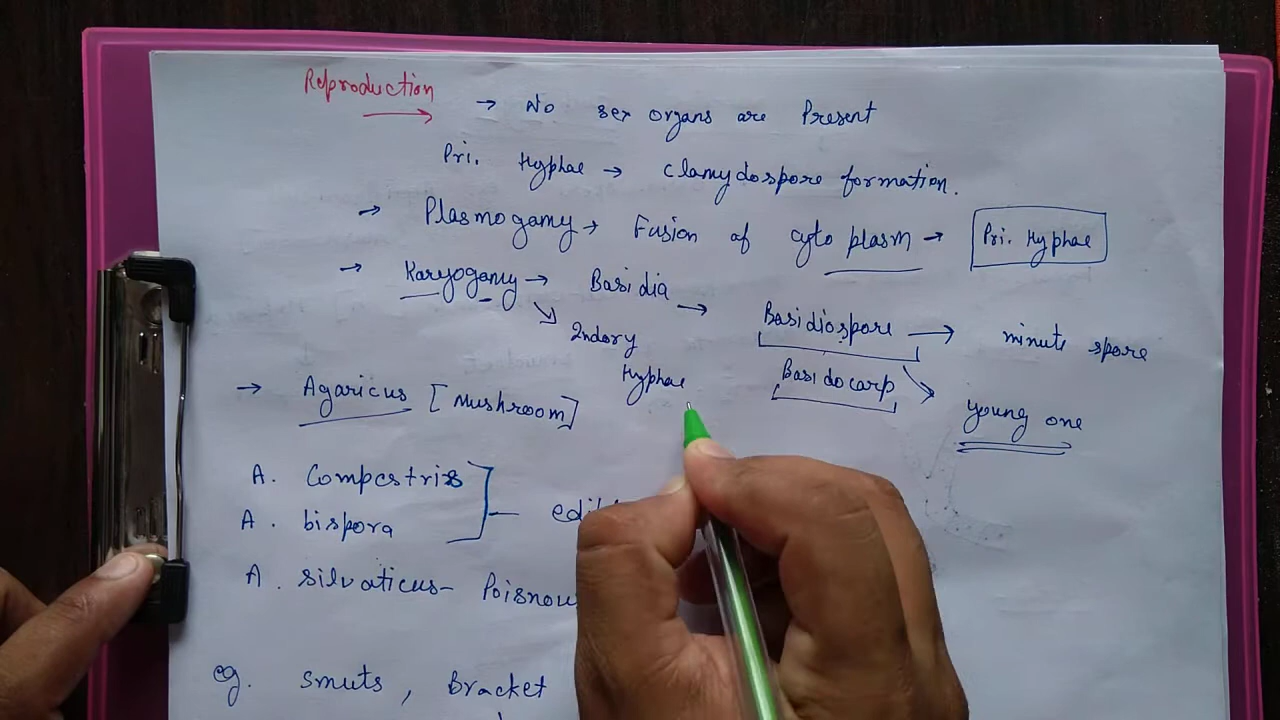 Reproduction → No sex organs are Present
Pri. Hyphae → Clamydospore formation.
→ Plasmogamy → Fusion of cytoplasm → Pri. Hyphae
→ Karyogamy → Basidia → Basidiospore → minute spore
2ndory Hyphae
Basidocarp
young one
→ Agaricus [Mushroom]
A. Compestris
A. bispora
A. Silvaticus - Poisnou
eg. Smuts, Bracket